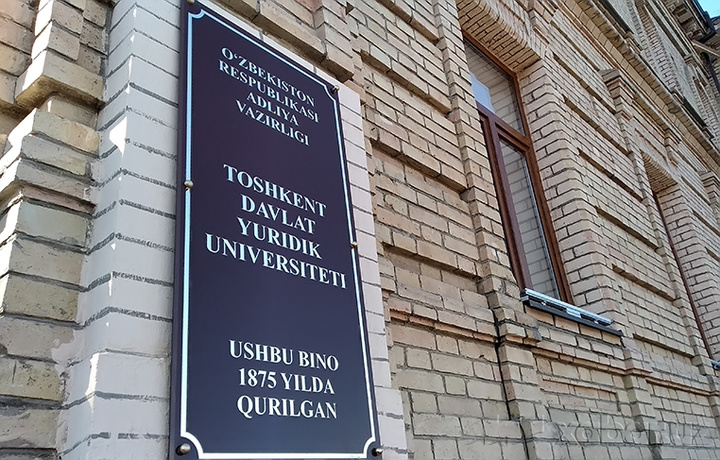 O‘ZBEKISTON
RESPUBLIKASI
ADLIYA
VAZIRLIGI
TOSHKENT
DAVLAT
YURIDIK
UNIVERSITETI
USHBU BINO
1875 YILDA
QURILGAN